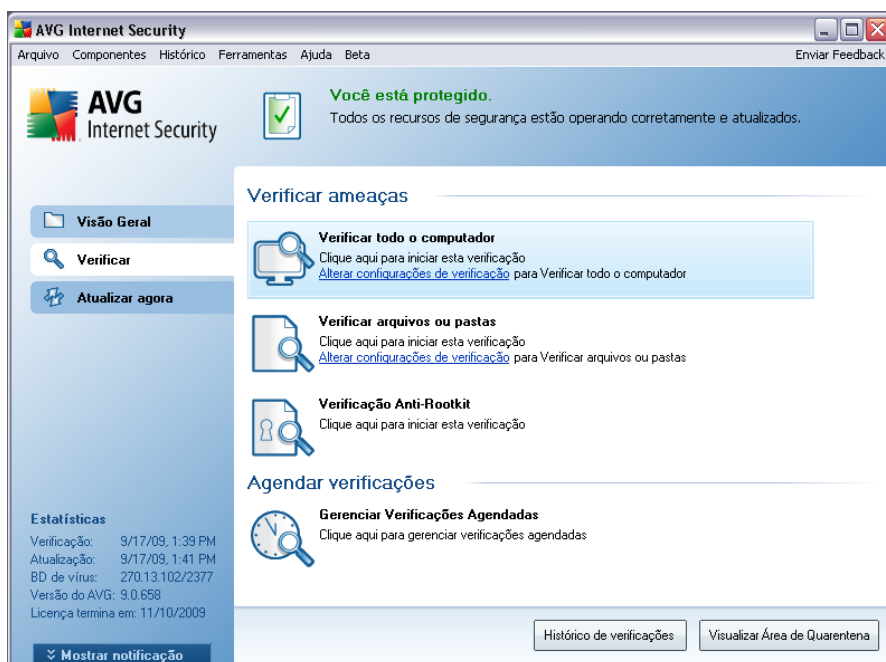 AVG Internet Security
Arquivo Componentes Histórico Ferramentas Ajuda Beta Enviar Feedback
AVG
Internet Security
Você está protegido.
Todos os recursos de segurança estão operando corretamente e atualizados.
Visão Geral
Verificar
Atualizar agora
Verificar ameaças
Verificar todo o computador
Clique aqui para iniciar esta verificação
Alterar configurações de verificação para Verificar todo o computador
Verificar arquivos ou pastas
Clique aqui para iniciar esta verificação
Alterar configurações de verificação para Verificar arquivos ou pastas
Verificação Anti-Rootkit
Clique aqui para iniciar esta verificação
Agendar verificações
Gerenciar Verificações Agendadas
Clique aqui para gerenciar verificações agendadas
Estatísticas
Verificação: 9/17/09, 1:39 PM
Atualização: 9/17/09, 1:41 PM
BD de vírus: 270.13.102/2377
Versão do AVG: 9.0.658
Licença termina em: 11/10/2009
Mostrar notificação
Histórico de verificações
Visualizar Área de Quarentena